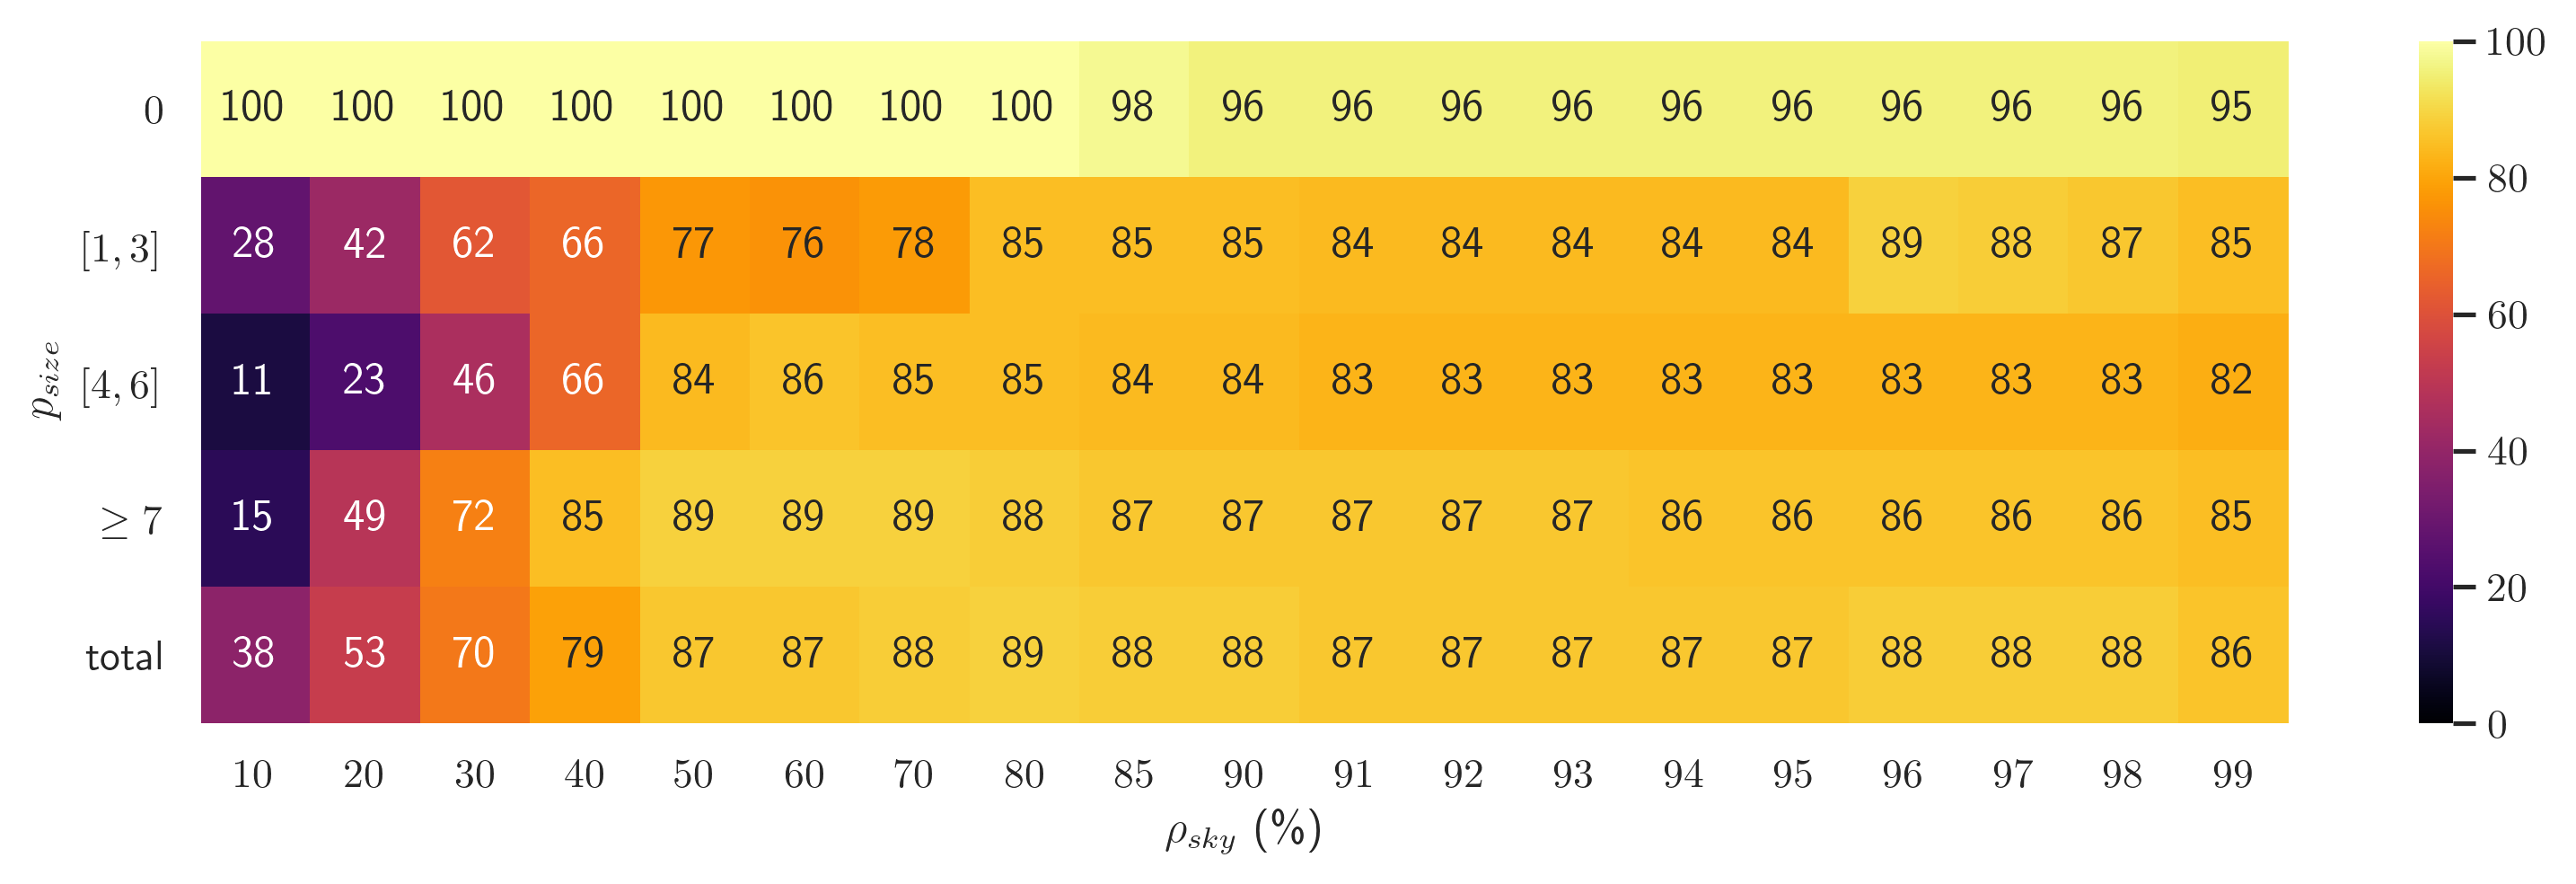 0 100 100 100 100 100 100 100 100 98 96 96 96 96 96 96 96 96 96 95
[1, 3] 28 42 62 66 77 76 78 85 85 85 84 84 84 84 84 89 88 87 85
[4, 6] 11 23 46 66 84 86 85 85 84 84 83 83 83 83 83 83 83 83 82
≥ 7 15 49 72 85 89 89 89 88 87 87 87 87 87 86 86 86 86 86 85
total 38 53 70 79 87 87 88 89 88 88 87 87 87 87 87 88 88 88 86
10 20 30 40 50 60 70 80 85 90 91 92 93 94 95 96 97 98 99
ρsky (%)
psize
100
80
60
40
20
0